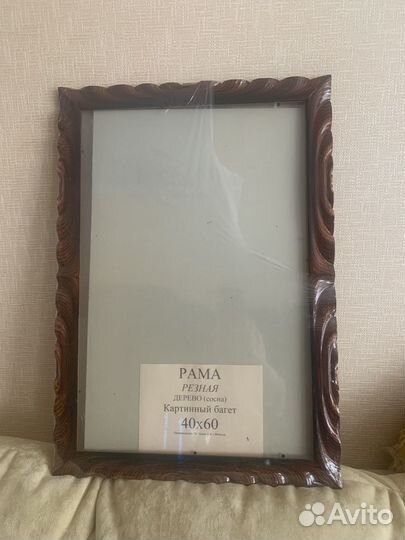 РАМА
РЕЗНАЯ
ДЕРЕВО (сосна)
Картинный багет
40х60
Avito